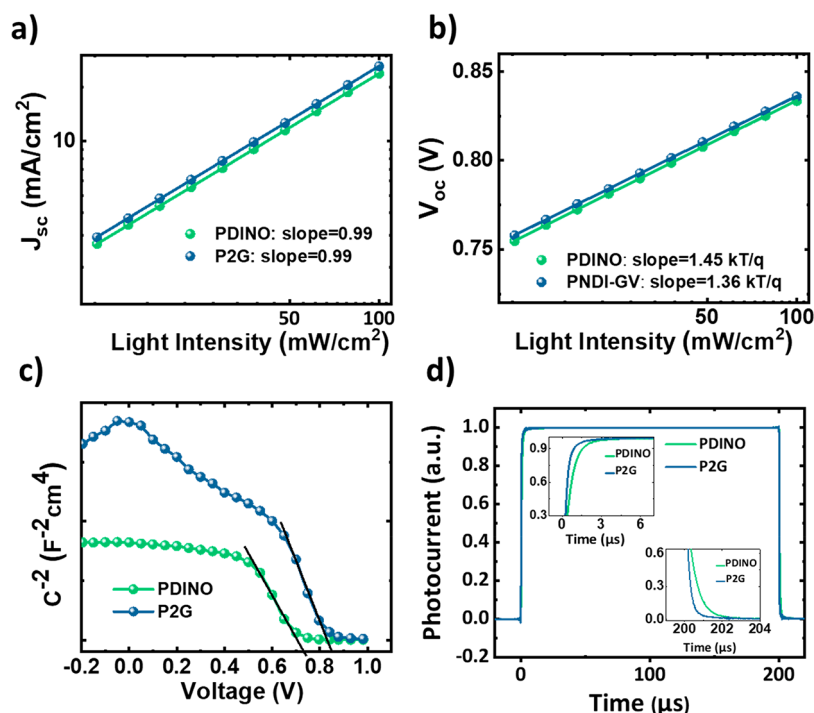 a)
J_sc (mA/cm²)
10
PDINO: slope=0.99
P2G: slope=0.99
50 100
Light Intensity (mW/cm²)
b)
V_oc (V)
0.85
0.80
0.75
PDINO: slope=1.45 kT/q
PNDI-GV: slope=1.36 kT/q
50 100
Light Intensity (mW/cm²)
c)
C⁻² (F⁻²cm⁴)
PDINO
P2G
-0.2 0.0 0.2 0.4 0.6 0.8 1.0
Voltage (V)
d)
Photocurrent (a.u.)
1.0
0.8
0.6
0.4
0.2
0.0
-0.2
PDINO
P2G
0.9
0.6
0.3
PDINO
P2G
0 3 6
Time (µs)
0.6
0.3
0.0
PDINO
P2G
200 202 204
Time (µs)
0 100 200
Time (µs)